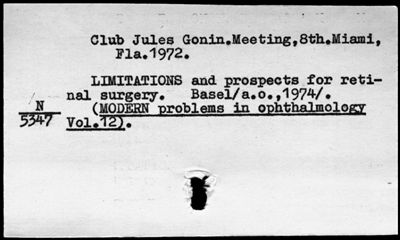 Club Jules Gonin.Meeting,8th.Miami,
Fla.1972.
LIMITATIONS and prospects for reti-
nal surgery. Basel/a.o.,1974/.
(MODERN problems in ophthalmology
Vol.12).
N
5347